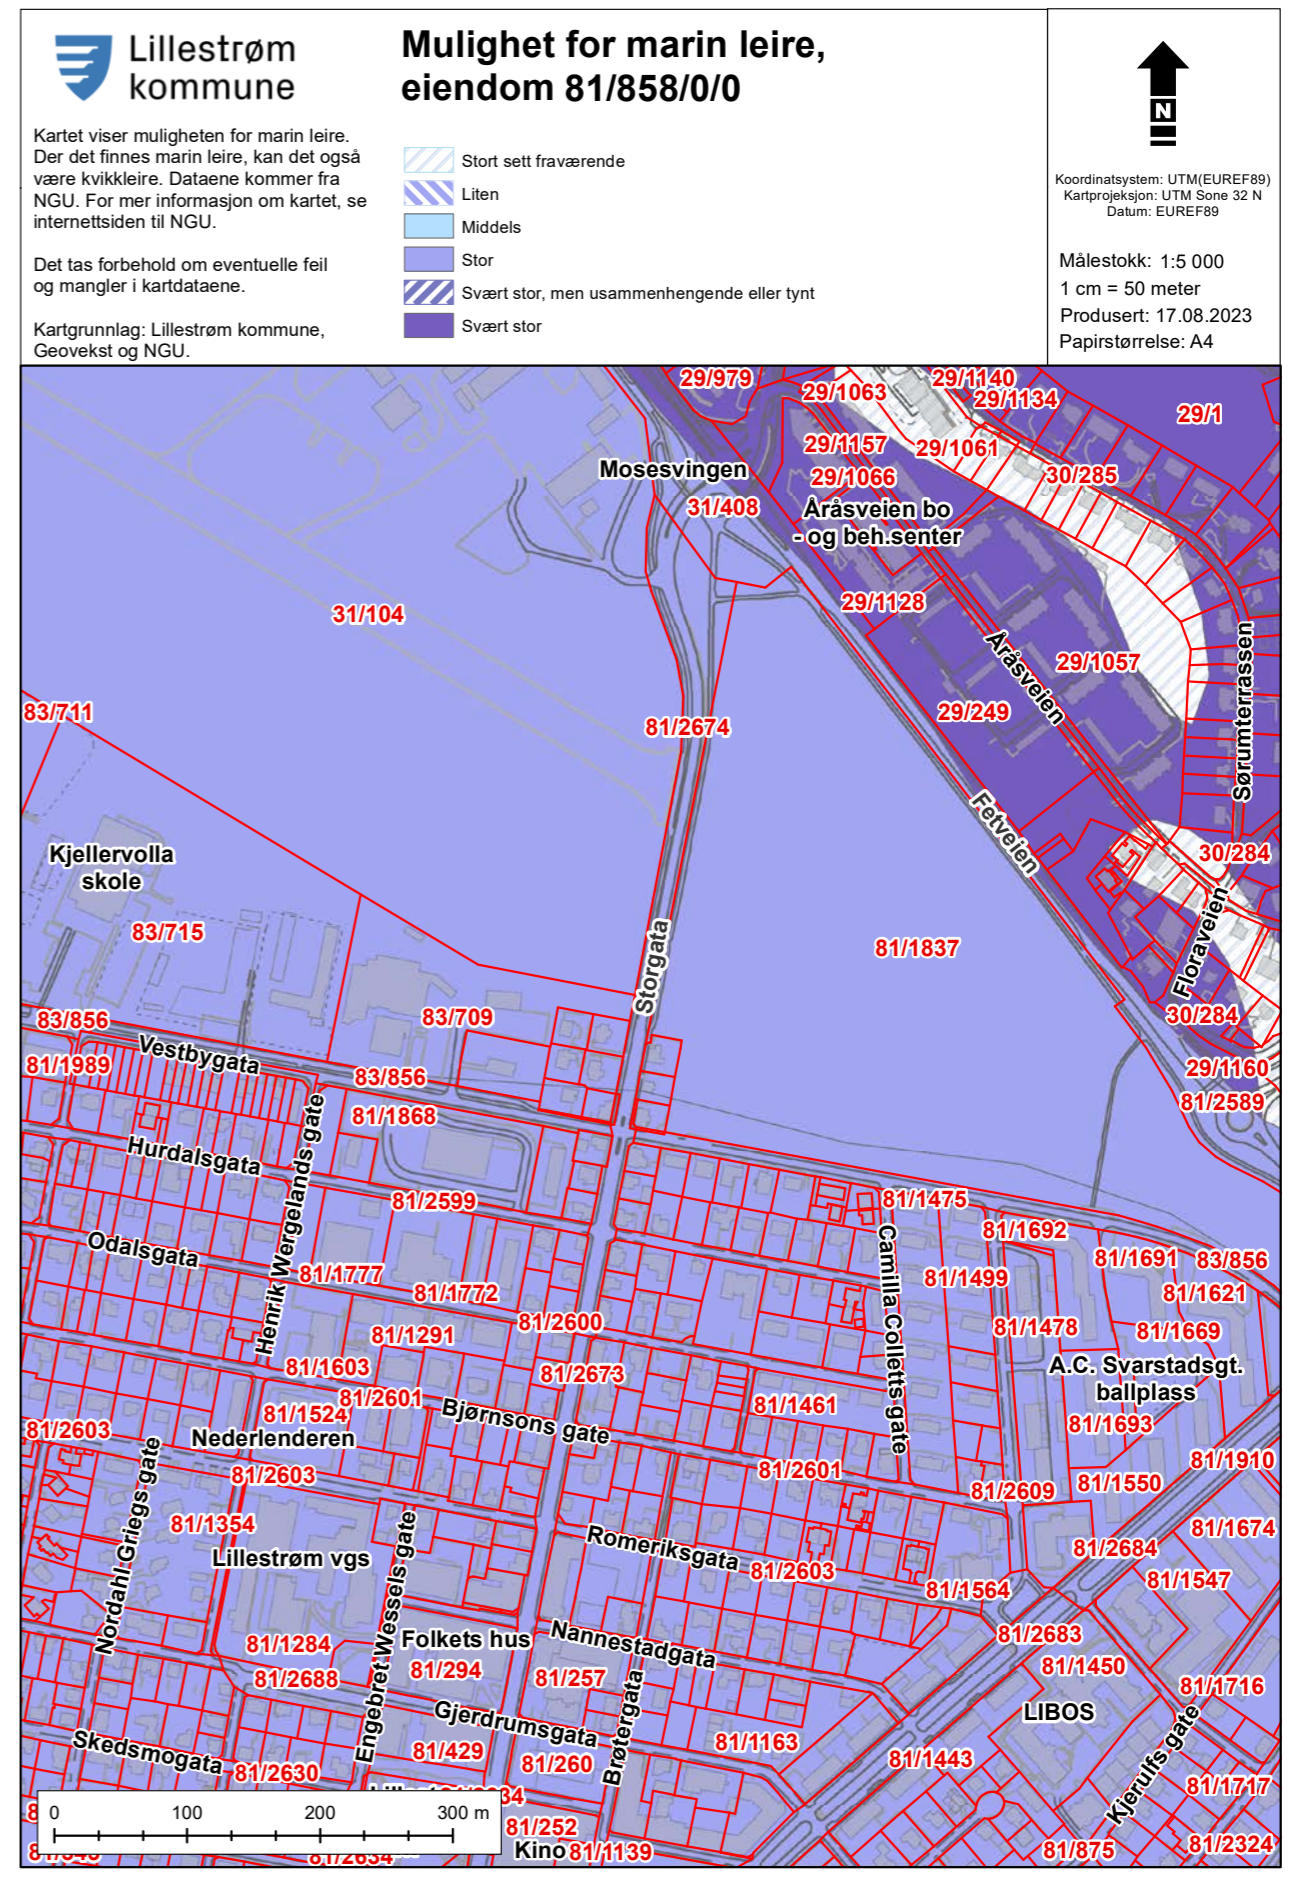 Lillestrøm
kommune
Kartet viser muligheten for marin leire.
Der det finnes marin leire, kan det også
være kvikkleire. Dataene kommer fra
NGU. For mer informasjon om kartet, se
internettsiden til NGU.
Det tas forbehold om eventuelle feil
og mangler i kartdataene.
Kartgrunnlag: Lillestrøm kommune,
Geovekst og NGU.
Mulighet for marin leire,
eiendom 81/858/0/0
Stort sett fraværende
Liten
Middels
Stor
Svært stor, men usammenhengende eller tynt
Svært stor
N
Koordinatsystem: UTM(EUREF89)
Kartprojeksjon: UTM Sone 32 N
Datum: EUREF89
Målestokk: 1:5 000
1 cm = 50 meter
Produsert: 17.08.2023
Papirstørrelse: A4
29/979
29/1063
29/1140
29/1134
29/1
29/1157
29/1061
Mosesvingen
29/1066
30/285
31/408
Åråsveien bo
- og beh.senter
31/104
29/1128
Åråsveien
29/1057
Sørumterrassen
83/711
81/2674
29/249
Fetveien
Kjellervolla
skole
30/284
83/715
Storgata
81/1837
Floraveien
83/856
83/709
30/284
Vestbygata
81/1989
83/856
29/1160
81/1868
81/2589
Hurdalsgata
Henrik Wergelands gate
81/2599
81/1475
81/1692
Odalsgata
Camilla Colletts gate
81/1691
83/856
81/1777
81/1499
81/1772
81/1621
81/2600
81/1478
81/1669
81/1291
81/1603
81/2673
A.C. Svarstadsgt.
ballplass
81/2601
81/1524
Bjørnsons gate
81/1461
81/1693
81/2603
Nederlenderen
81/2603
81/2601
81/1910
81/2609
81/1550
Nordahl Griegs gate
81/1354
Lillestrøm vgs
Engebret Wessels gate
Romeriksgata
81/2603
81/1674
81/2684
81/1547
81/1564
81/1284
Folkets hus
Nannestadgata
81/2683
81/2688
81/294
81/257
81/1450
81/1716
Gjerdrumsgata
Brøtergata
LIBOS
Skedsmogata
81/429
81/1163
81/2630
81/260
81/1443
Kjerulfs gate
81/1717
0
100
200
300 m
81/252
Kino
81/1139
81/875
81/2324
81/2634